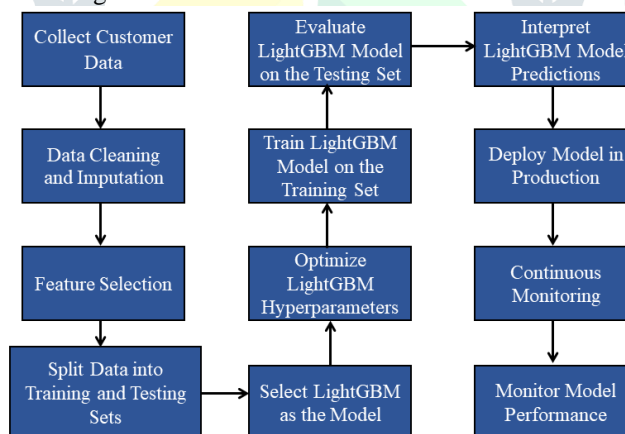 Collect Customer
Data
Data Cleaning
and Imputation
Feature Selection
Split Data into
Training and Testing
Sets
Select LightGBM
as the Model
Optimize
LightGBM
Hyperparameters
Train LightGBM
Model on the
Training Set
Evaluate
LightGBM Model
on the Testing Set
Interpret
LightGBM Model
Predictions
Deploy Model in
Production
Continuous
Monitoring
Monitor Model
Performance